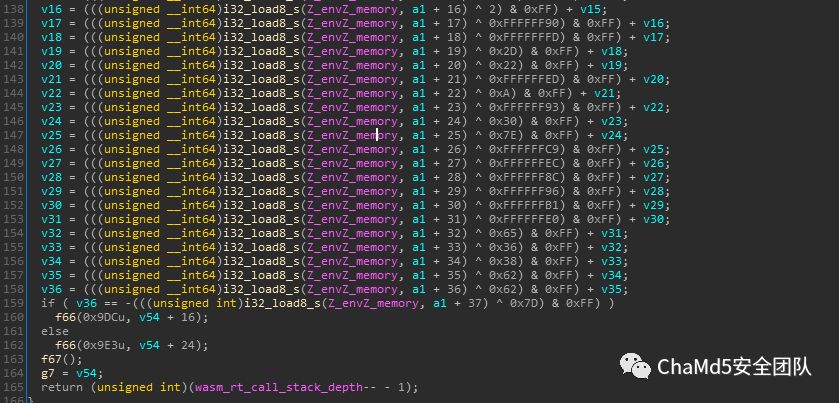 138 v16 = (((unsigned __int64)i32_load8_s(Z_envZ_memory, a1 + 16) ^ 2) & 0xFF) + v15;
139 v17 = (((unsigned __int64)i32_load8_s(Z_envZ_memory, a1 + 17) ^ 0xFFFFFF90) & 0xFF) + v16;
140 v18 = (((unsigned __int64)i32_load8_s(Z_envZ_memory, a1 + 18) ^ 0xFFFFFFFD) & 0xFF) + v17;
141 v19 = (((unsigned __int64)i32_load8_s(Z_envZ_memory, a1 + 19) ^ 0x2D) & 0xFF) + v18;
142 v20 = (((unsigned __int64)i32_load8_s(Z_envZ_memory, a1 + 20) ^ 0x22) & 0xFF) + v19;
143 v21 = (((unsigned __int64)i32_load8_s(Z_envZ_memory, a1 + 21) ^ 0xFFFFFFED) & 0xFF) + v20;
144 v22 = (((unsigned __int64)i32_load8_s(Z_envZ_memory, a1 + 22) ^ 0xA) & 0xFF) + v21;
145 v23 = (((unsigned __int64)i32_load8_s(Z_envZ_memory, a1 + 23) ^ 0xFFFFFF93) & 0xFF) + v22;
146 v24 = (((unsigned __int64)i32_load8_s(Z_envZ_memory, a1 + 24) ^ 0x30) & 0xFF) + v23;
147 v25 = (((unsigned __int64)i32_load8_s(Z_envZ_memory, a1 + 25) ^ 0x7E) & 0xFF) + v24;
148 v26 = (((unsigned __int64)i32_load8_s(Z_envZ_memory, a1 + 26) ^ 0xFFFFFFC9) & 0xFF) + v25;
149 v27 = (((unsigned __int64)i32_load8_s(Z_envZ_memory, a1 + 27) ^ 0xFFFFFFEC) & 0xFF) + v26;
150 v28 = (((unsigned __int64)i32_load8_s(Z_envZ_memory, a1 + 28) ^ 0xFFFFFF8C) & 0xFF) + v27;
151 v29 = (((unsigned __int64)i32_load8_s(Z_envZ_memory, a1 + 29) ^ 0xFFFFFF96) & 0xFF) + v28;
152 v30 = (((unsigned __int64)i32_load8_s(Z_envZ_memory, a1 + 30) ^ 0xFFFFFFB1) & 0xFF) + v29;
153 v31 = (((unsigned __int64)i32_load8_s(Z_envZ_memory, a1 + 31) ^ 0xFFFFFFE0) & 0xFF) + v30;
154 v32 = (((unsigned __int64)i32_load8_s(Z_envZ_memory, a1 + 32) ^ 0x65) & 0xFF) + v31;
155 v33 = (((unsigned __int64)i32_load8_s(Z_envZ_memory, a1 + 33) ^ 0x36) & 0xFF) + v32;
156 v34 = (((unsigned __int64)i32_load8_s(Z_envZ_memory, a1 + 34) ^ 0x38) & 0xFF) + v33;
157 v35 = (((unsigned __int64)i32_load8_s(Z_envZ_memory, a1 + 35) ^ 0x62) & 0xFF) + v34;
158 v36 = (((unsigned __int64)i32_load8_s(Z_envZ_memory, a1 + 36) ^ 0x62) & 0xFF) + v35;
159 if ( v36 == -(((unsigned int)i32_load8_s(Z_envZ_memory, a1 + 37) ^ 0x7D) & 0xFF) )
160 f66(0x9DCu, v54 + 16);
161 else
162 f66(0x9E3u, v54 + 24);
163 f67();
164 g7 = v54;
165 return (unsigned int)(wasm_rt_call_stack_depth-- - 1);
166 }
ChaMd5安全团队